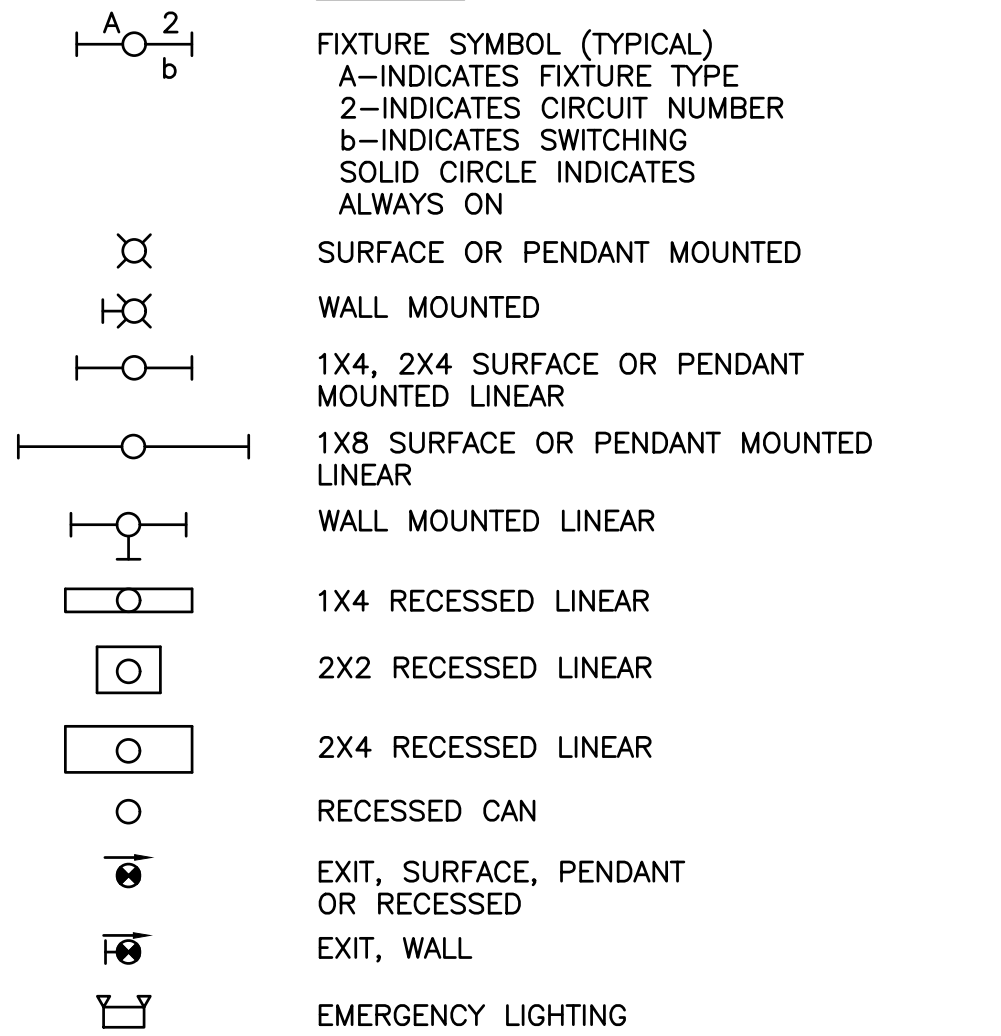 A 2
b
FIXTURE SYMBOL (TYPICAL)
A–INDICATES FIXTURE TYPE
2–INDICATES CIRCUIT NUMBER
b–INDICATES SWITCHING
SOLID CIRCLE INDICATES
ALWAYS ON
SURFACE OR PENDANT MOUNTED
WALL MOUNTED
1X4, 2X4 SURFACE OR PENDANT
MOUNTED LINEAR
1X8 SURFACE OR PENDANT MOUNTED
LINEAR
WALL MOUNTED LINEAR
1X4 RECESSED LINEAR
2X2 RECESSED LINEAR
2X4 RECESSED LINEAR
RECESSED CAN
EXIT, SURFACE, PENDANT
OR RECESSED
EXIT, WALL
EMERGENCY LIGHTING